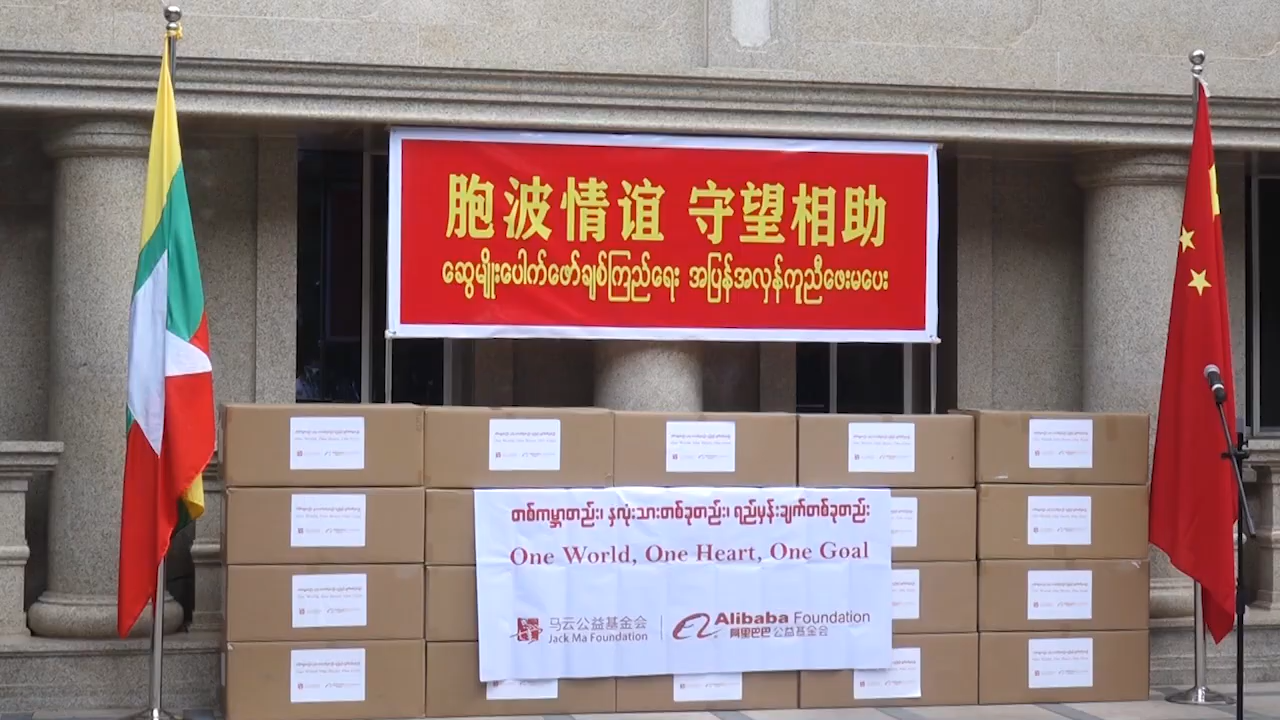 胞波情谊 守望相助
ဆွေမျိုးပေါက်ဖော်ချစ်ကြည်ရေး အပြန်အလှန်ကူညီဖေးမပေး
တစ်ကမ္ဘာတည်း၊ နှလုံးသားတစ်ခုတည်း၊ ရည်မှန်းချက်တစ်ခုတည်း
One World, One Heart, One Goal
马云公益基金会
Jack Ma Foundation
Alibaba Foundation
阿里巴巴公益基金会